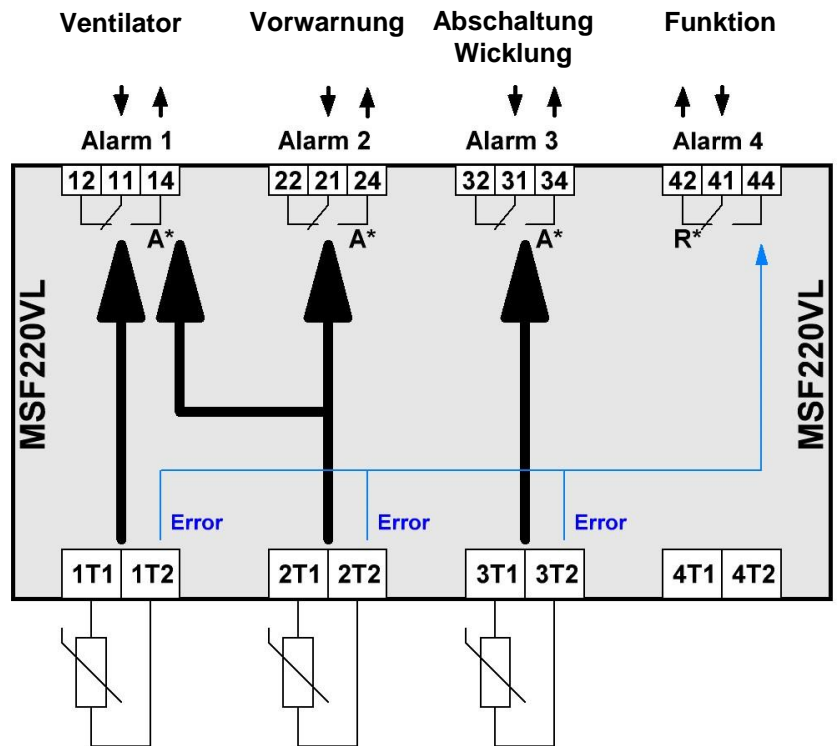 Ventilator Vorwarnung Abschaltung Wicklung Funktion
Alarm 1 Alarm 2 Alarm 3 Alarm 4
12 11 14 22 21 24 32 31 34 42 41 44
A* A* A* R*
MSF220VL MSF220VL
Error Error Error
1T1 1T2 2T1 2T2 3T1 3T2 4T1 4T2